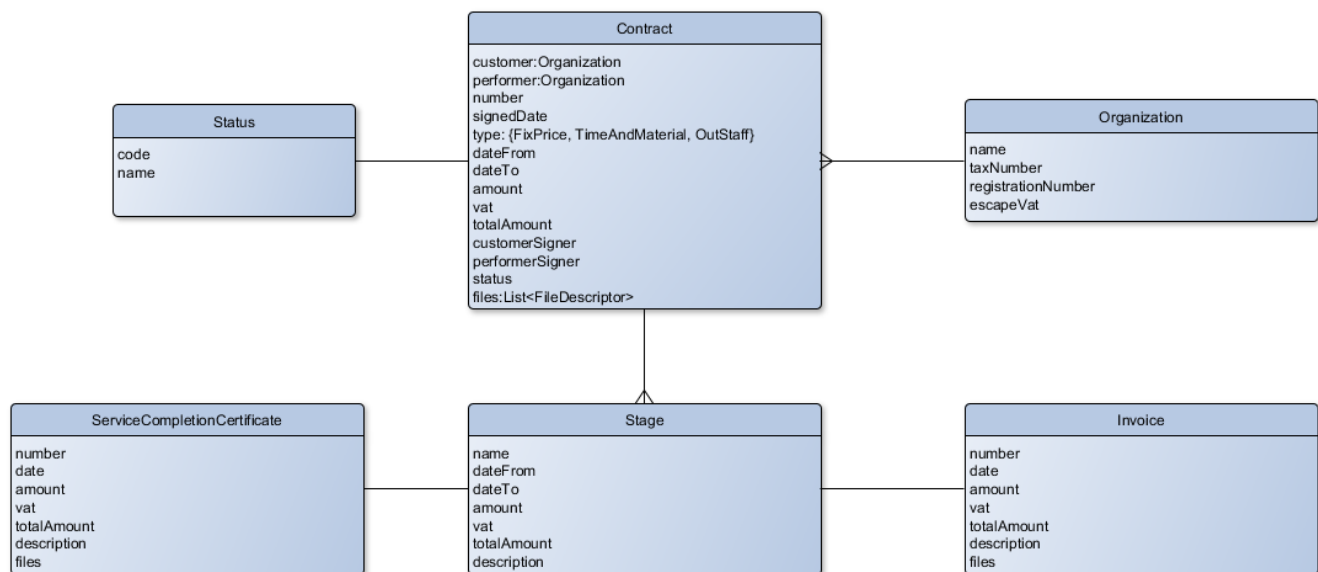 Contract
customer:Organization
performer:Organization
number
signedDate
type: {FixPrice, TimeAndMaterial, OutStaff}
dateFrom
dateTo
amount
vat
totalAmount
customerSigner
performerSigner
status
files:List<FileDescriptor>
Status
code
name
Organization
name
taxNumber
registrationNumber
escapeVat
ServiceCompletionCertificate
number
date
amount
vat
totalAmount
description
files
Stage
name
dateFrom
dateTo
amount
vat
totalAmount
description
Invoice
number
date
amount
vat
totalAmount
description
files